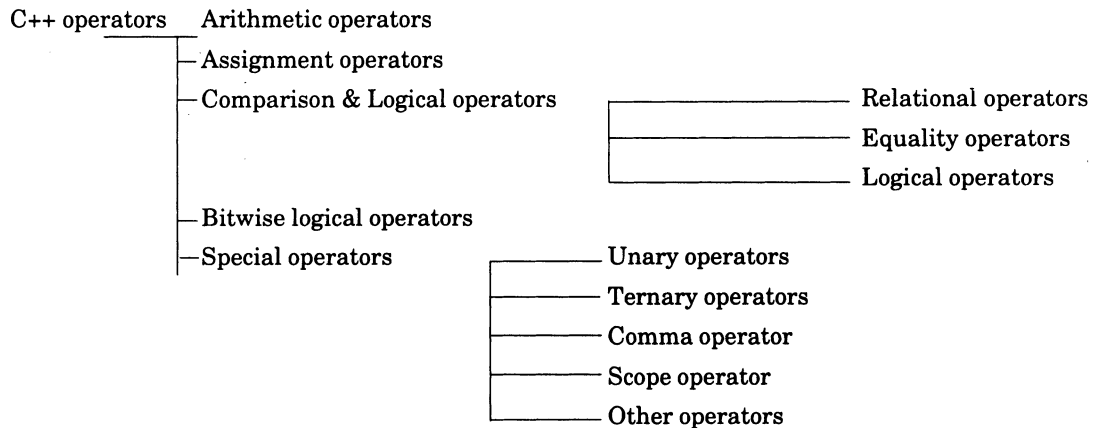 C++ operators Arithmetic operators
Assignment operators
Comparison & Logical operators Relational operators
Equality operators
Logical operators
Bitwise logical operators
Special operators Unary operators
Ternary operators
Comma operator
Scope operator
Other operators